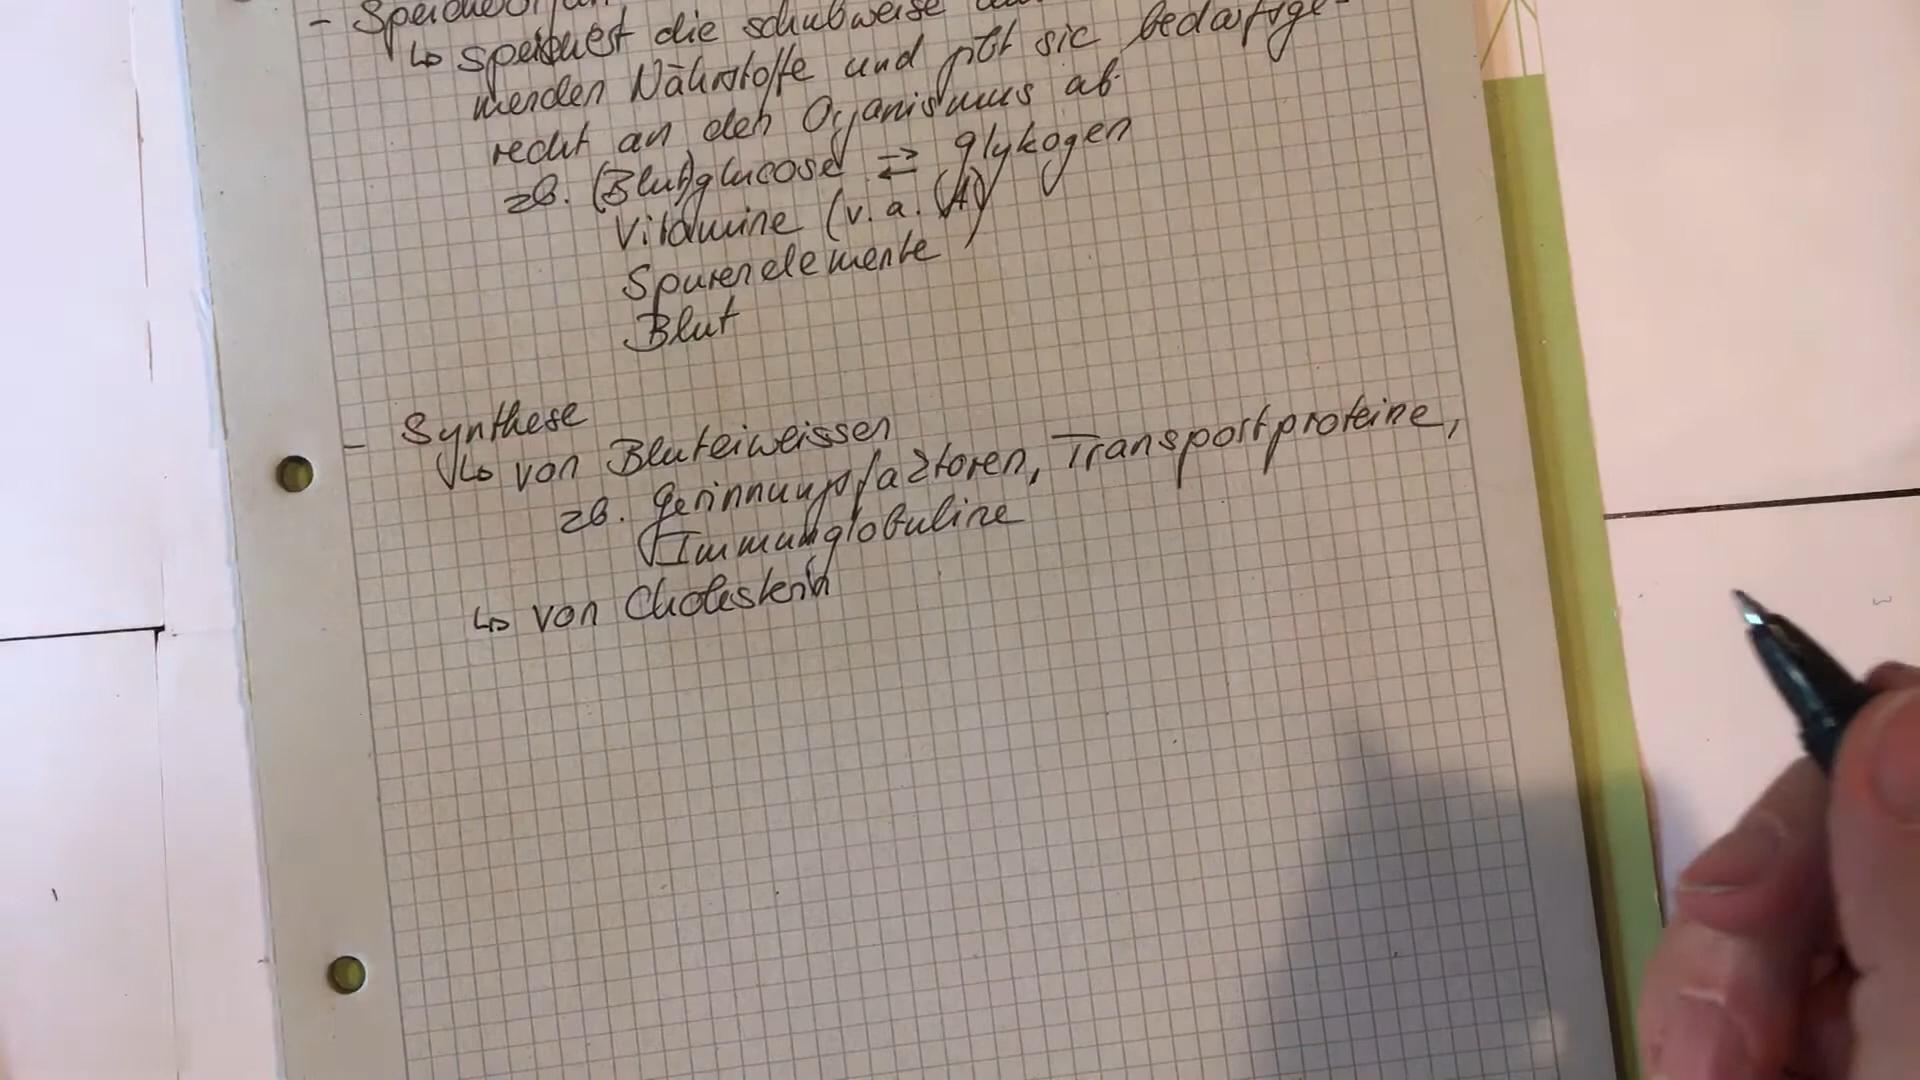 - Speicherorgan
↳ speichert die schubweise
menden Nährstoffe und gibt sie bedarfsge-
recht an den Organismus ab.
zB. (Blut)glucose ⇄ Glykogen
Vitamine (v. a. A)
Spurenelemente
Blut
- Synthese
↳ von Bluteiweissen
zB. Gerinnungsfaktoren, Transportproteine,
Immunglobuline
↳ von Cholesterin